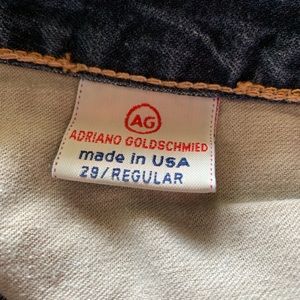 AG
ADRIANO GOLDSCHMIED
made in USA
29/REGULAR